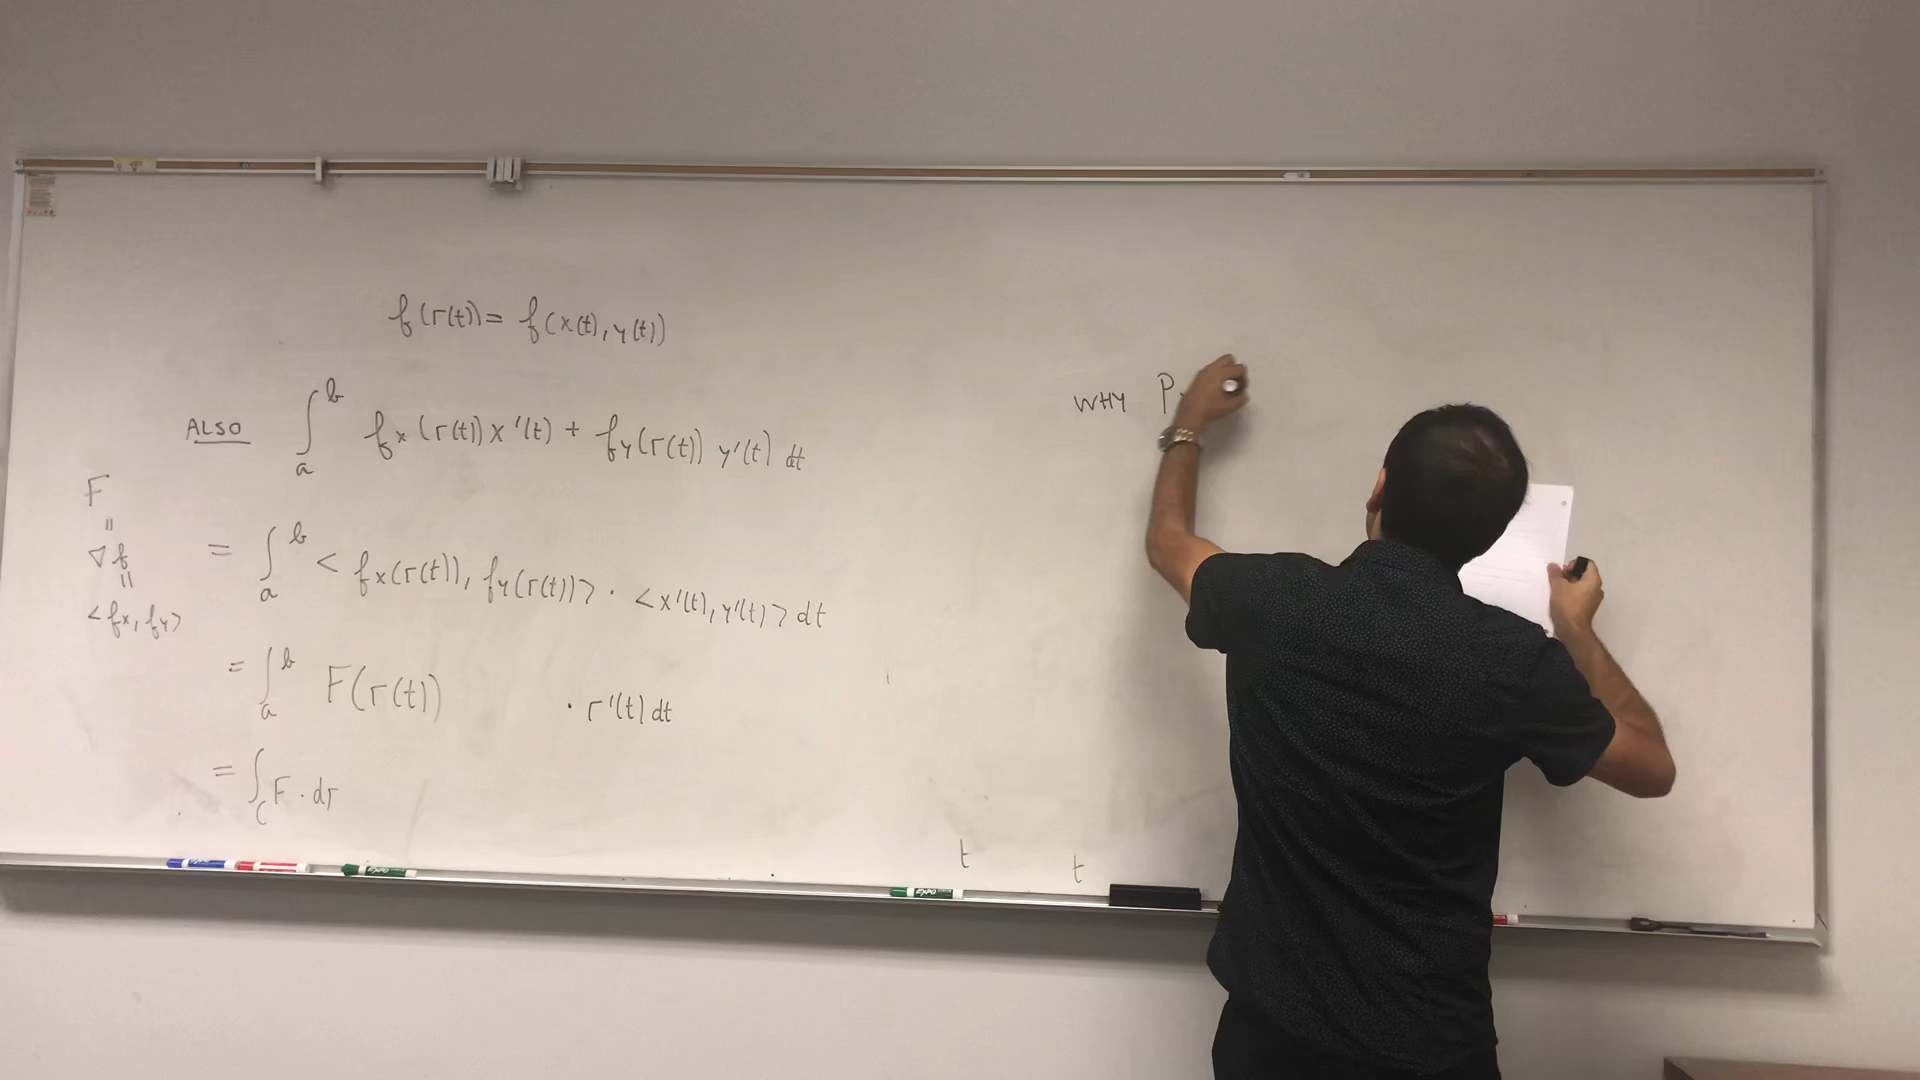 f(r(t)) = f(x(t), y(t))
ALSO ∫_a^b f_x(r(t)) x'(t) + f_y(r(t)) y'(t) dt
F
=
∇f
=
<f_x, f_y>
= ∫_a^b < f_x(r(t)), f_y(r(t)) > · < x'(t), y'(t) > dt
= ∫_a^b F(r(t)) · r'(t) dt
= ∫_C F · dr
WHY P
t t